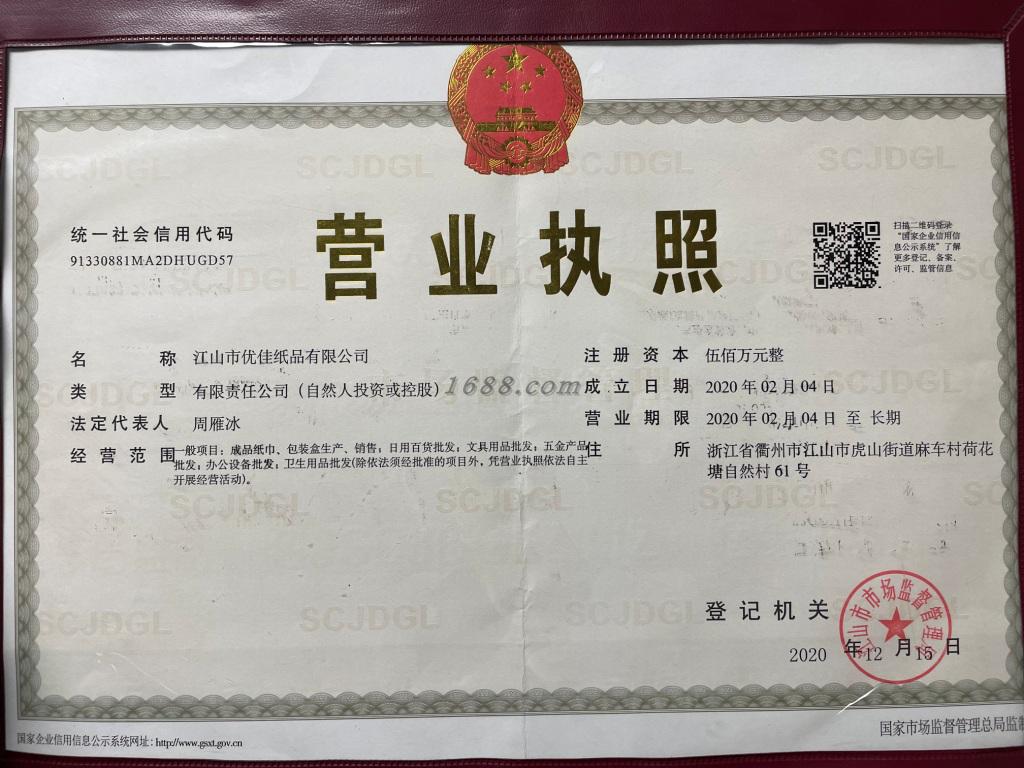 营业执照
统一社会信用代码
91330881MA2DHUGD57
扫描二维码登录
“国家企业信用信
息公示系统”了解
更多登记、备案、
许可、监管信息
名 称 江山市优佳纸品有限公司
类 型 有限责任公司（自然人投资或控股）
法定代表人 周雁冰
经营范围 一般项目：成品纸巾、包装盒生产、销售；日用百货批发；文具用品批发；五金产品
批发；办公设备批发；卫生用品批发(除依法须经批准的项目外，凭营业执照依法自主
开展经营活动)。
注册资本 伍佰万元整
成立日期 2020年02月04日
营业期限 2020年02月04日至长期
住 所 浙江省衢州市江山市虎山街道麻车村荷花
塘自然村61号
1688.com
登记机关
江山市市场监督管理局
2020年12月15日
国家企业信用信息公示系统网址：http://www.gsxt.gov.cn
国家市场监督管理总局监制
SCJDGL